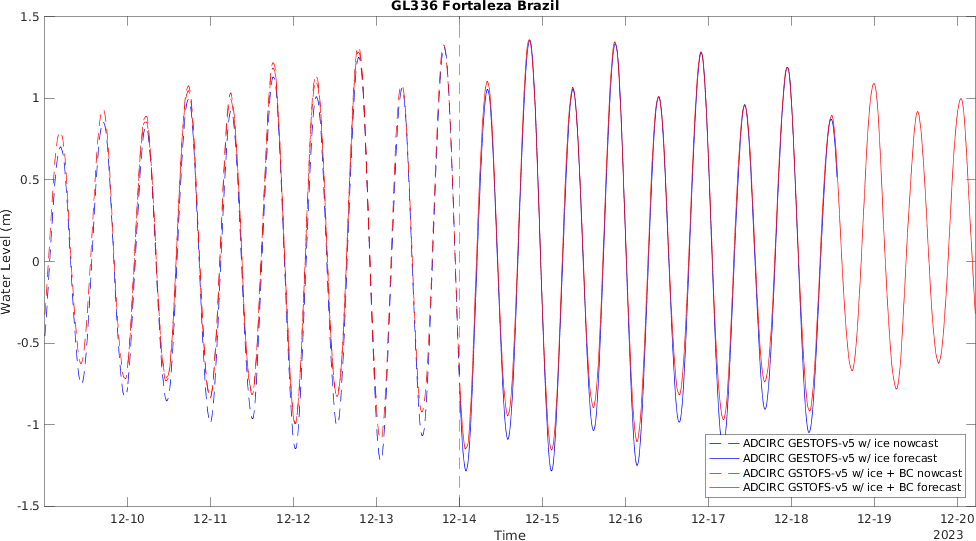 GL336 Fortaleza Brazil
1.5
1
0.5
0
-0.5
-1
-1.5
Water Level (m)
ADCIRC GESTOFS-v5 w/ ice nowcast
ADCIRC GESTOFS-v5 w/ ice forecast
ADCIRC GSTOFS-v5 w/ ice + BC nowcast
ADCIRC GSTOFS-v5 w/ ice + BC forecast
12-10 12-11 12-12 12-13 12-14 12-15 12-16 12-17 12-18 12-19 12-20
Time
2023